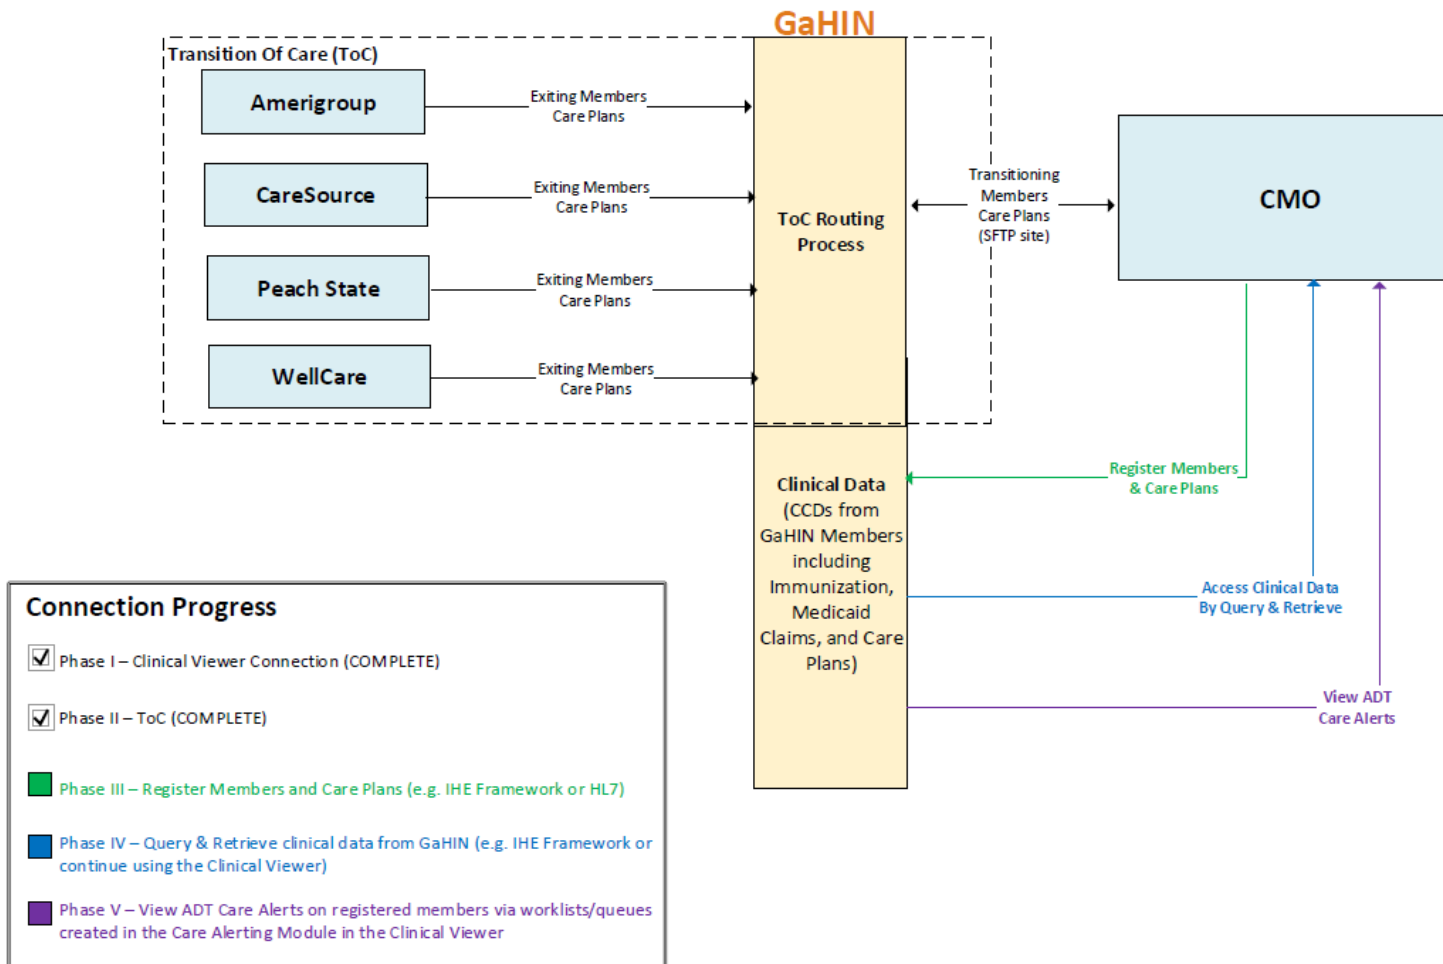 GaHIN
Transition Of Care (ToC)
Amerigroup
Exiting Members
Care Plans
CareSource
Exiting Members
Care Plans
Peach State
Exiting Members
Care Plans
WellCare
Exiting Members
Care Plans
ToC Routing
Process
Transitioning
Members
Care Plans
(SFTP site)
CMO
Clinical Data
(CCDs from
GaHIN Members
including
Immunization,
Medicaid
Claims, and Care
Plans)
Register Members
& Care Plans
Access Clinical Data
By Query & Retrieve
View ADT
Care Alerts
Connection Progress
Phase I – Clinical Viewer Connection (COMPLETE)
Phase II – ToC (COMPLETE)
Phase III – Register Members and Care Plans (e.g. IHE Framework or HL7)
Phase IV – Query & Retrieve clinical data from GaHIN (e.g. IHE Framework or
continue using the Clinical Viewer)
Phase V – View ADT Care Alerts on registered members via worklists/queues
created in the Care Alerting Module in the Clinical Viewer